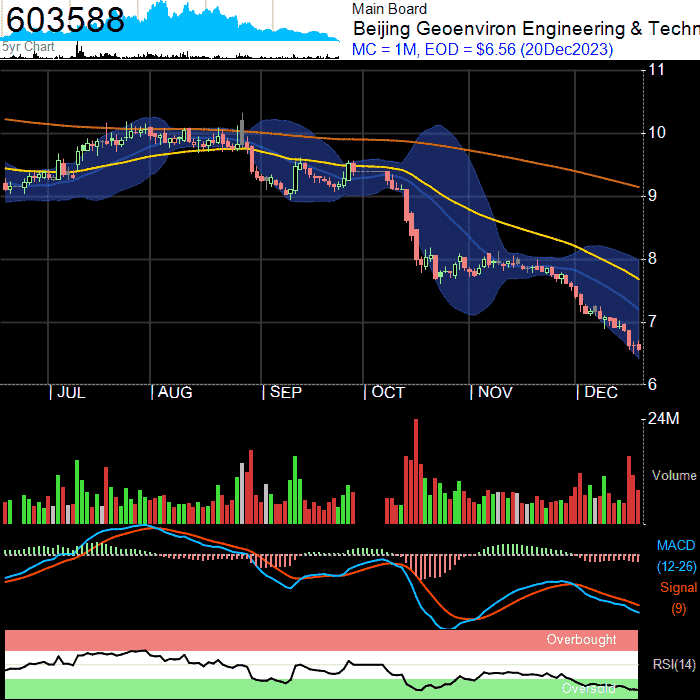 603588
5yr Chart
Main Board
Beijing Geoenviron Engineering & Techn
MC = 1M, EOD = $6.56 (20Dec2023)
11
10
9
8
7
6
JUL
AUG
SEP
OCT
NOV
DEC
24M
Volume
MACD
(12-26)
Signal
(9)
Overbought
RSI(14)
Oversold